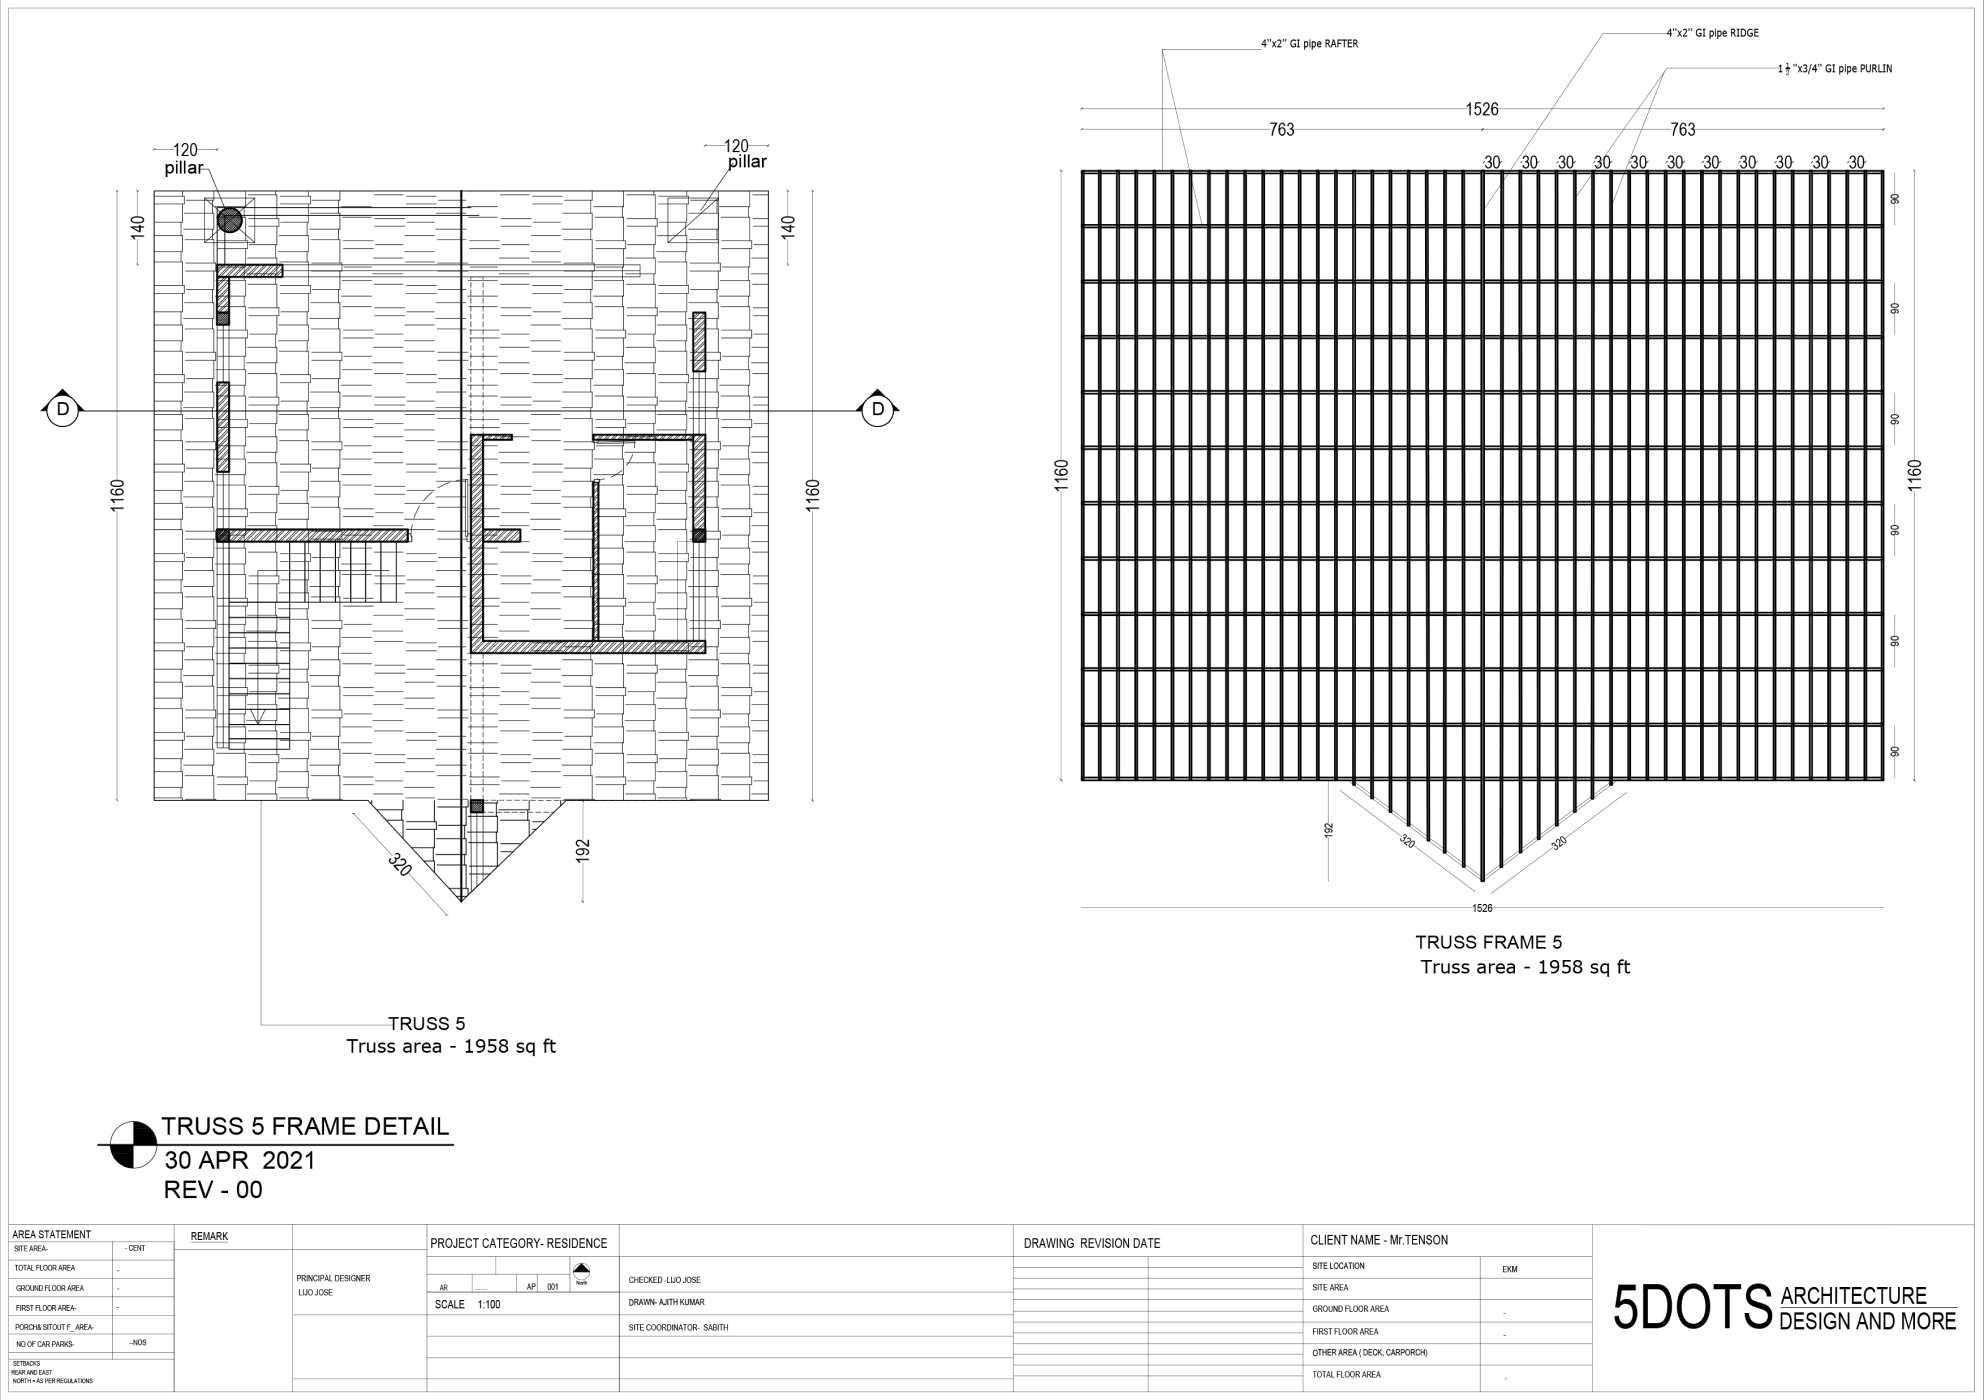 4"x2" GI pipe RAFTER
4"x2" GI pipe RIDGE
1 1/2 "x3/4" GI pipe PURLIN
1526
763
763
30 30 30 30 30 30 30 30 30 30 30
120
pillar
120
pillar
140
140
90
90
90
90
90
90
D
D
1160
1160
1160
1160
320
192
192
320
320
1526
TRUSS FRAME 5
Truss area - 1958 sq ft
TRUSS 5
Truss area - 1958 sq ft
TRUSS 5 FRAME DETAIL
30 APR 2021
REV - 00
AREA STATEMENT
SITE AREA- - CENT
TOTAL FLOOR AREA -
GROUND FLOOR AREA -
FIRST FLOOR AREA- -
PORCH& SITOUT F_ AREA-
NO OF CAR PARKS- --NOS
SETBACKS
REAR AND EAST
NORTH = AS PER REGULATIONS
REMARK
PRINCIPAL DESIGNER
LIJO JOSE
PROJECT CATEGORY- RESIDENCE
North
AR ...... AP 001
SCALE 1:100
CHECKED -LIJO JOSE
DRAWN- AJITH KUMAR
SITE COORDINATOR- SABITH
DRAWING REVISION DATE
CLIENT NAME - Mr.TENSON
SITE LOCATION EKM
SITE AREA
GROUND FLOOR AREA -
FIRST FLOOR AREA -
OTHER AREA ( DECK, CARPORCH)
TOTAL FLOOR AREA -
5DOTS ARCHITECTURE
DESIGN AND MORE